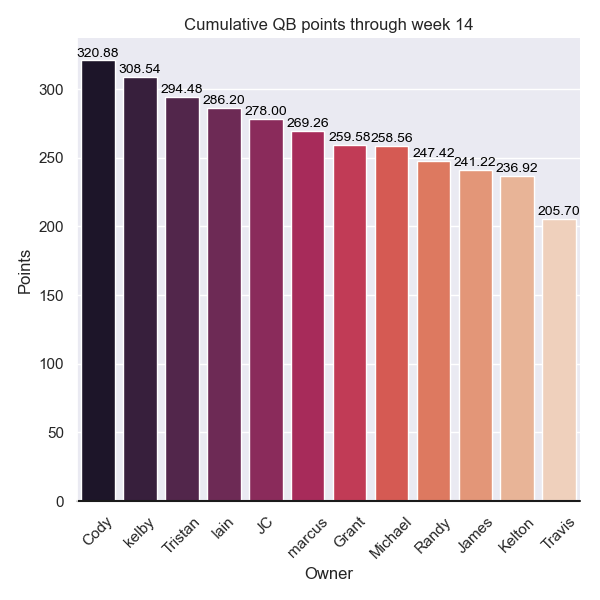 Cumulative QB points through week 14
320.88
308.54
294.48
286.20
278.00
269.26
259.58
258.56
247.42
241.22
236.92
205.70
300
250
200
150
100
50
0
Points
Cody
kelby
Tristan
Iain
JC
marcus
Grant
Michael
Randy
James
Kelton
Travis
Owner